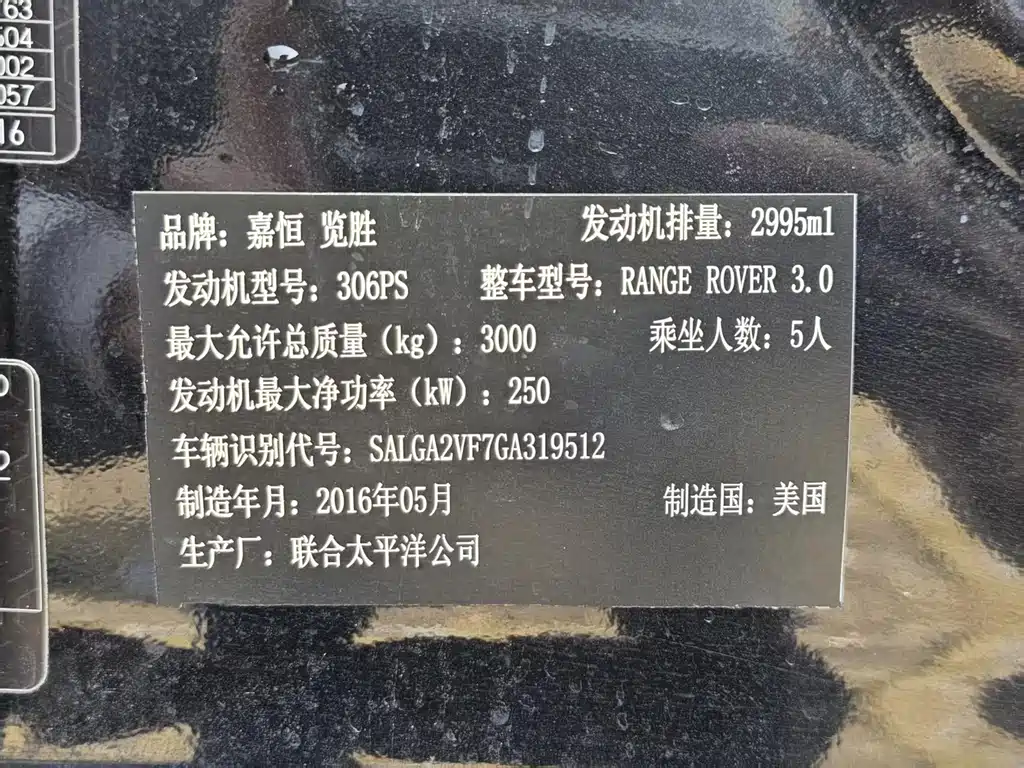 504
002
057
16
品牌：嘉恒 览胜 发动机排量：2995ml
发动机型号：306PS 整车型号：RANGE ROVER 3.0
最大允许总质量（kg）：3000 乘坐人数：5人
发动机最大净功率（kW）：250
车辆识别代号：SALGA2VF7GA319512
制造年月：2016年05月 制造国：美国
生产厂：联合太平洋公司